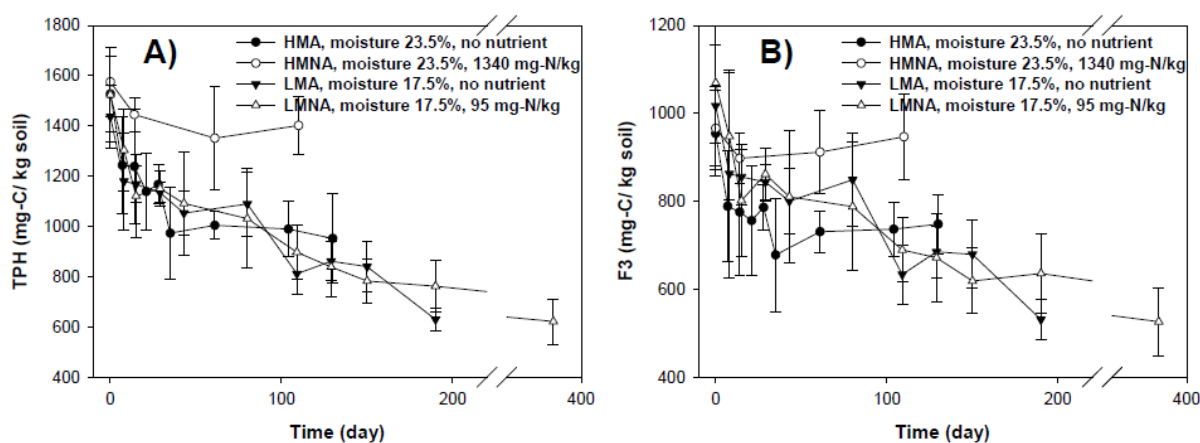 A)
HMA, moisture 23.5%, no nutrient
HMNA, moisture 23.5%, 1340 mg-N/kg
LMA, moisture 17.5%, no nutrient
LMNA, moisture 17.5%, 95 mg-N/kg
TPH (mg-C/ kg soil)
1800
1600
1400
1200
1000
800
600
400
0
100
200
400
Time (day)
B)
HMA, moisture 23.5%, no nutrient
HMNA, moisture 23.5%, 1340 mg-N/kg
LMA, moisture 17.5%, no nutrient
LMNA, moisture 17.5%, 95 mg-N/kg
F3 (mg-C/ kg soil)
1200
1000
800
600
400
0
100
200
400
Time (day)